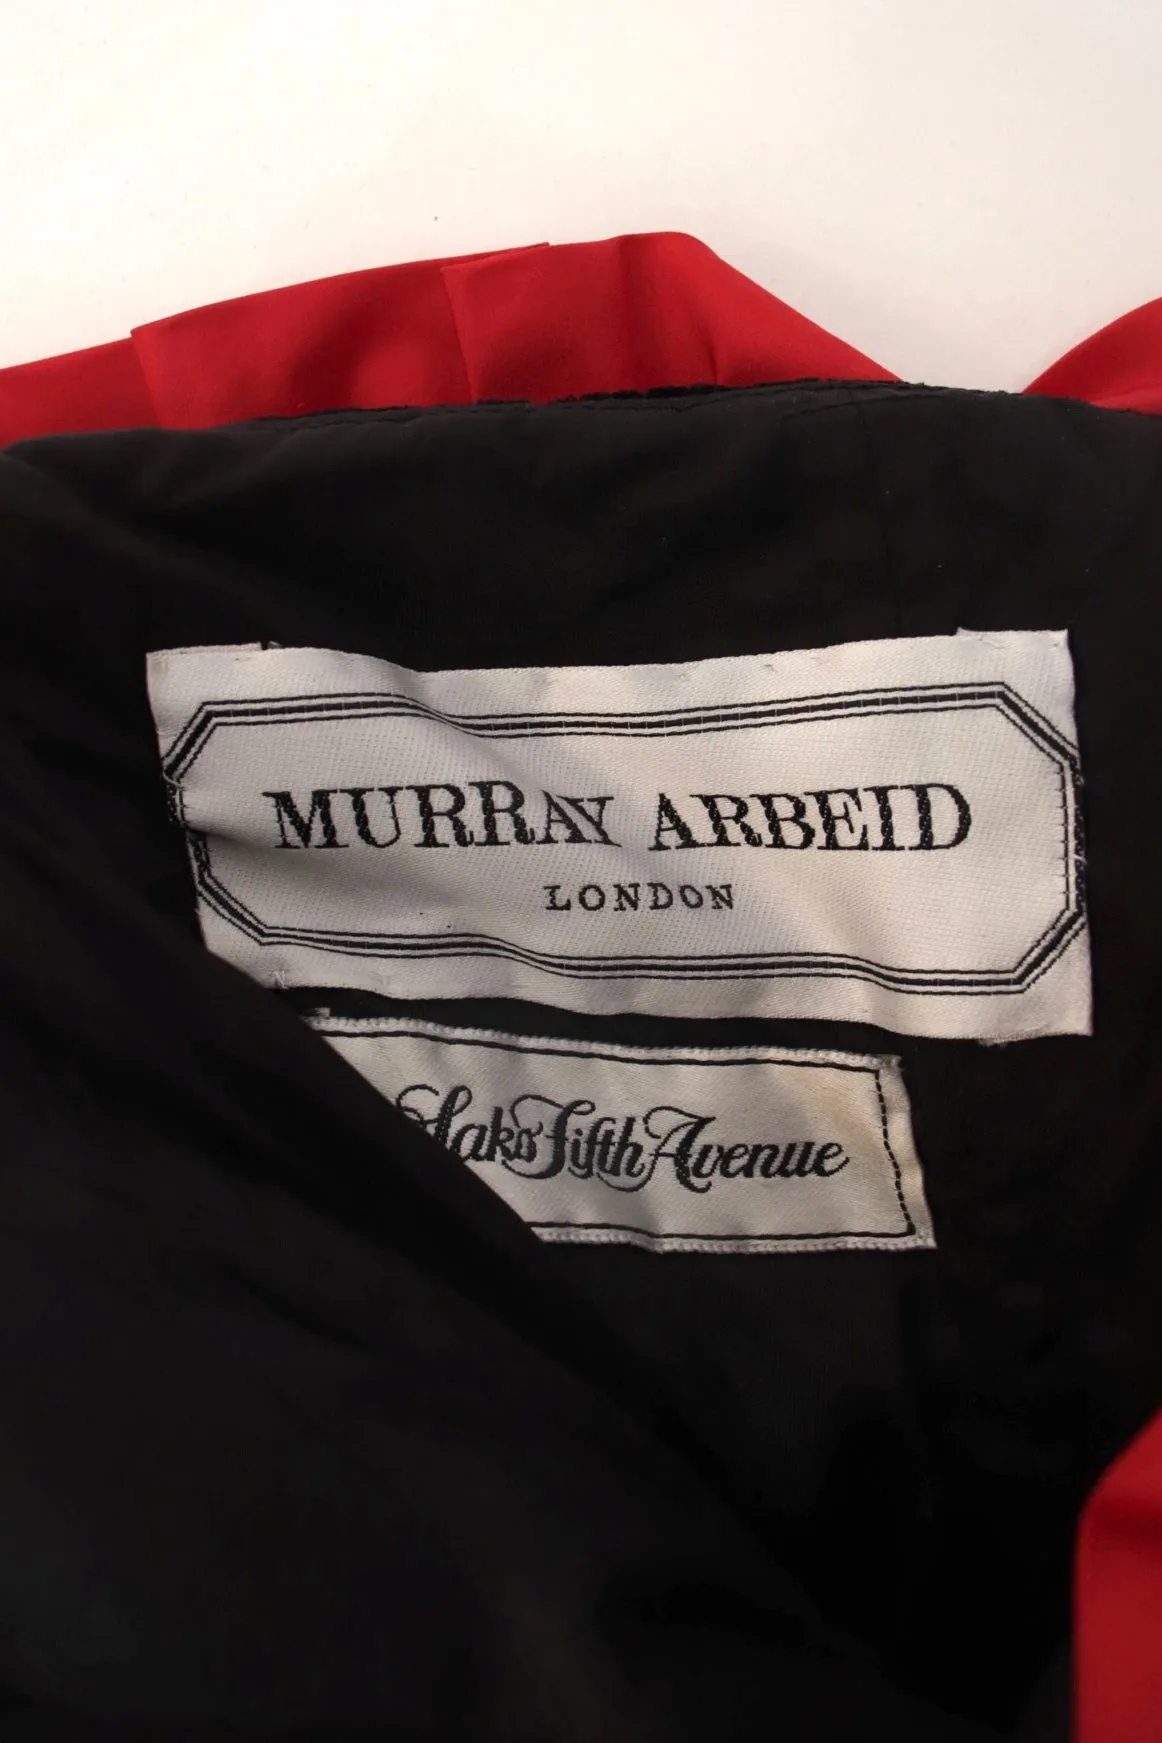 MURRAY ARBEID
LONDON
Saks Fifth Avenue